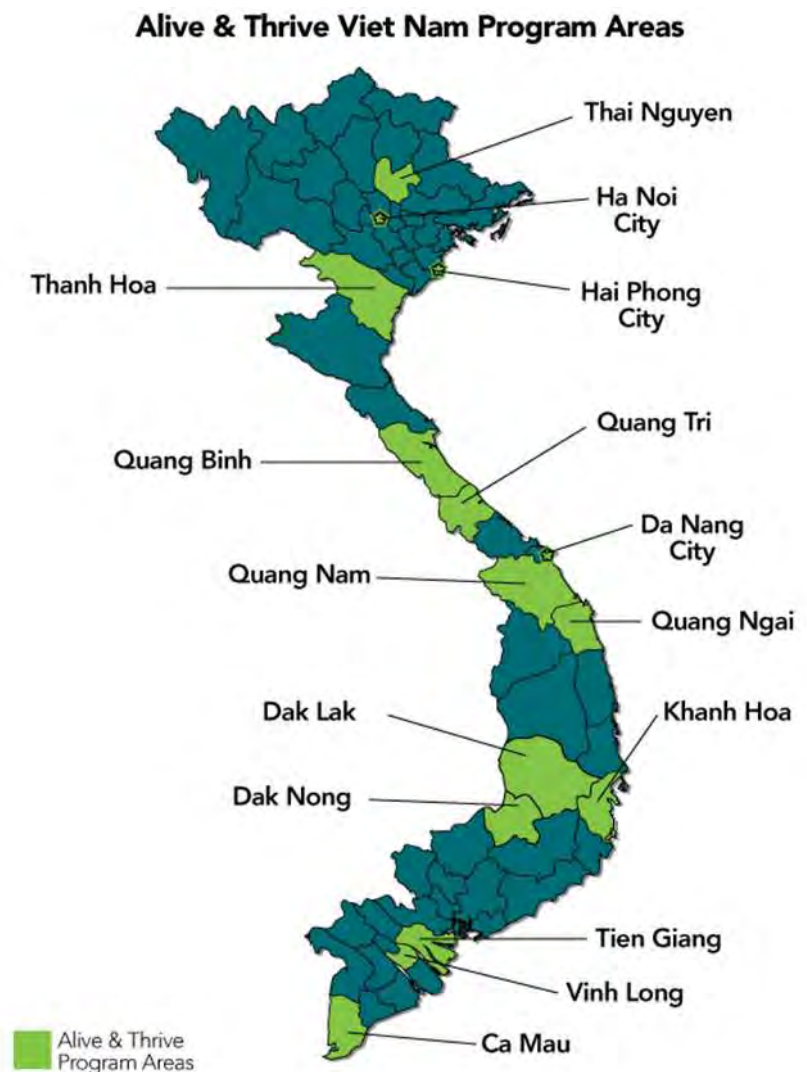 Alive & Thrive Viet Nam Program Areas
Thai Nguyen
Ha Noi
City
Thanh Hoa
Hai Phong
City
Quang Tri
Quang Binh
Da Nang
City
Quang Nam
Quang Ngai
Dak Lak
Khanh Hoa
Dak Nong
Tien Giang
Vinh Long
Ca Mau
Alive & Thrive
Program Areas